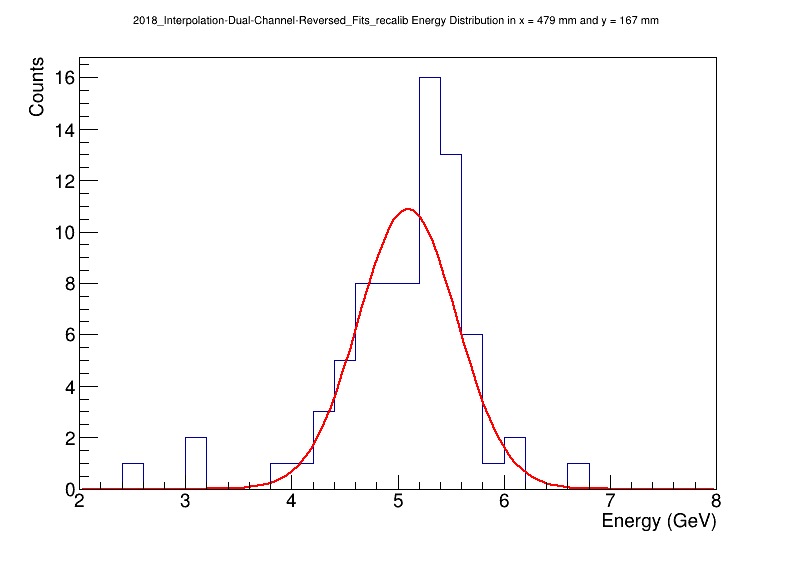 2018_Interpolation-Dual-Channel-Reversed_Fits_recalib Energy Distribution in x = 479 mm and y = 167 mm
Counts
16
14
12
10
8
6
4
2
0
2 3 4 5 6 7 8
Energy (GeV)